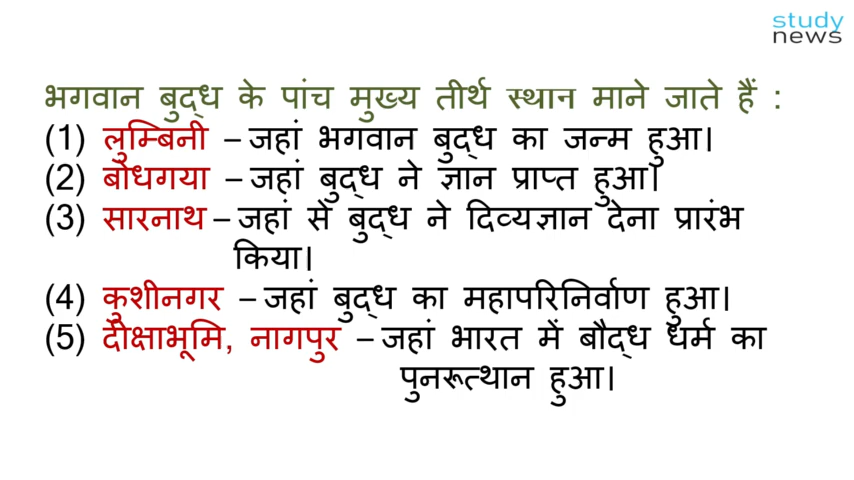 study
news
भगवान बुद्ध के पांच मुख्य तीर्थ स्थान माने जाते हैं :
(1) लुम्बिनी – जहां भगवान बुद्ध का जन्म हुआ।
(2) बोधगया – जहां बुद्ध ने ज्ञान प्राप्त हुआ।
(3) सारनाथ – जहां से बुद्ध ने दिव्यज्ञान देना प्रारंभ
किया।
(4) कुशीनगर – जहां बुद्ध का महापरिनिर्वाण हुआ।
(5) दीक्षाभूमि, नागपुर – जहां भारत में बौद्ध धर्म का
पुनरूत्थान हुआ।